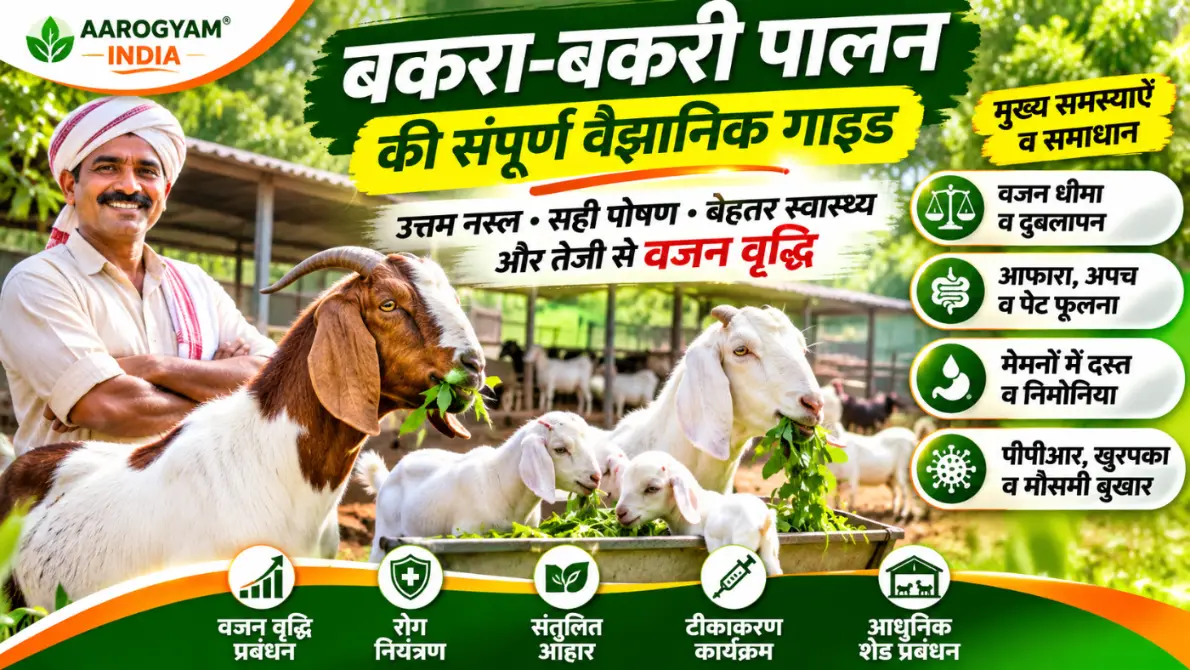 AAROGYAM®
INDIA
बकरा-बकरी पालन
की संपूर्ण वैझानिक गाइड
उत्तम नस्ल • सही पोषण • बेहतर स्वास्थ्य
और तेजी से वजन वृद्धि
मुख्य समस्याऐं
व समाधान
वजन धीमा
व दुबलापन
आफारा, अपच
व पेट फूलना
मेमनों में दस्त
व निमोनिया
पीपीआर, खुरपका
व मौसमी बुखार
वजन वृद्धि
प्रबंधन
रोग
नियंत्रण
संतुलित
आहार
टीकाकरण
कार्यक्रम
आधुनिक
शेड प्रबंधन